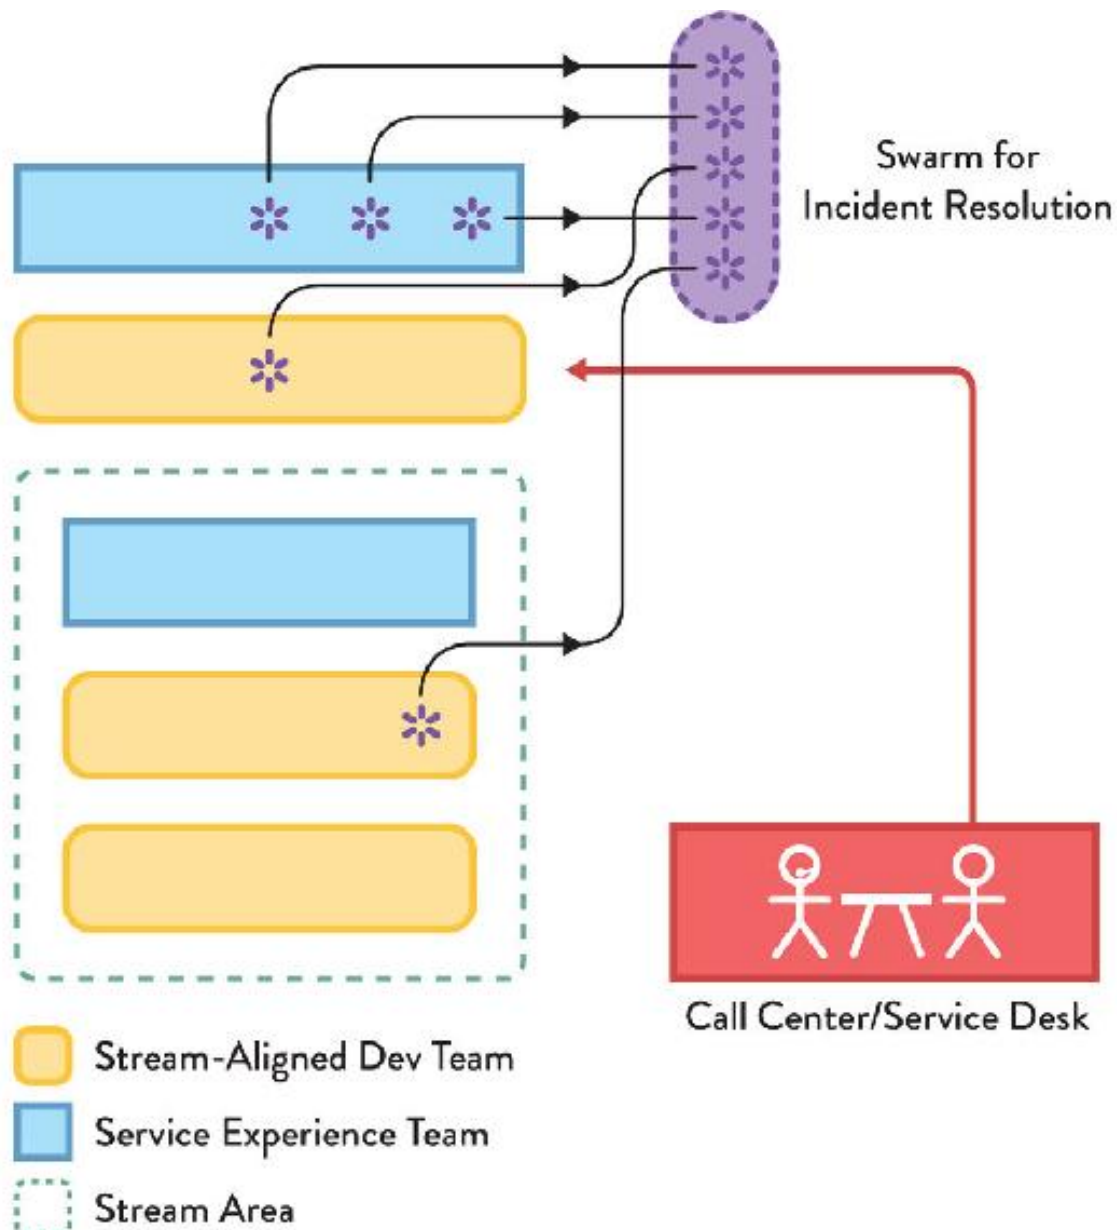 Swarm for
Incident Resolution
Call Center/Service Desk
Stream-Aligned Dev Team
Service Experience Team
Stream Area